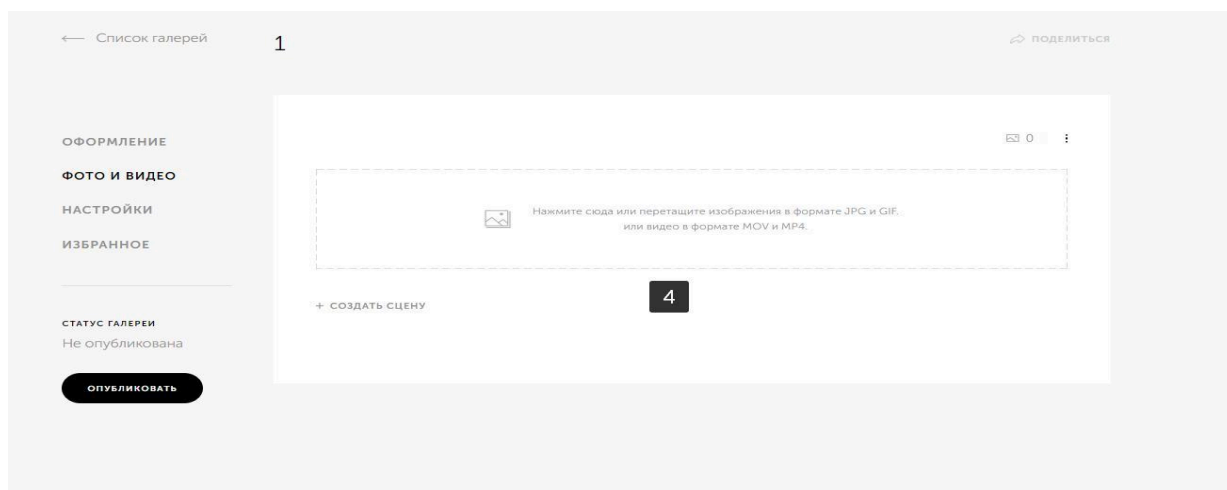 Список галерей
1
ПОДЕЛИТЬСЯ
ОФОРМЛЕНИЕ
ФОТО И ВИДЕО
НАСТРОЙКИ
ИЗБРАННОЕ
СТАТУС ГАЛЕРЕИ
Не опубликована
ОПУБЛИКОВАТЬ
0
Нажмите сюда или перетащите изображения в формате JPG и GIF,
или видео в формате MOV и MP4.
+ СОЗДАТЬ СЦЕНУ
4